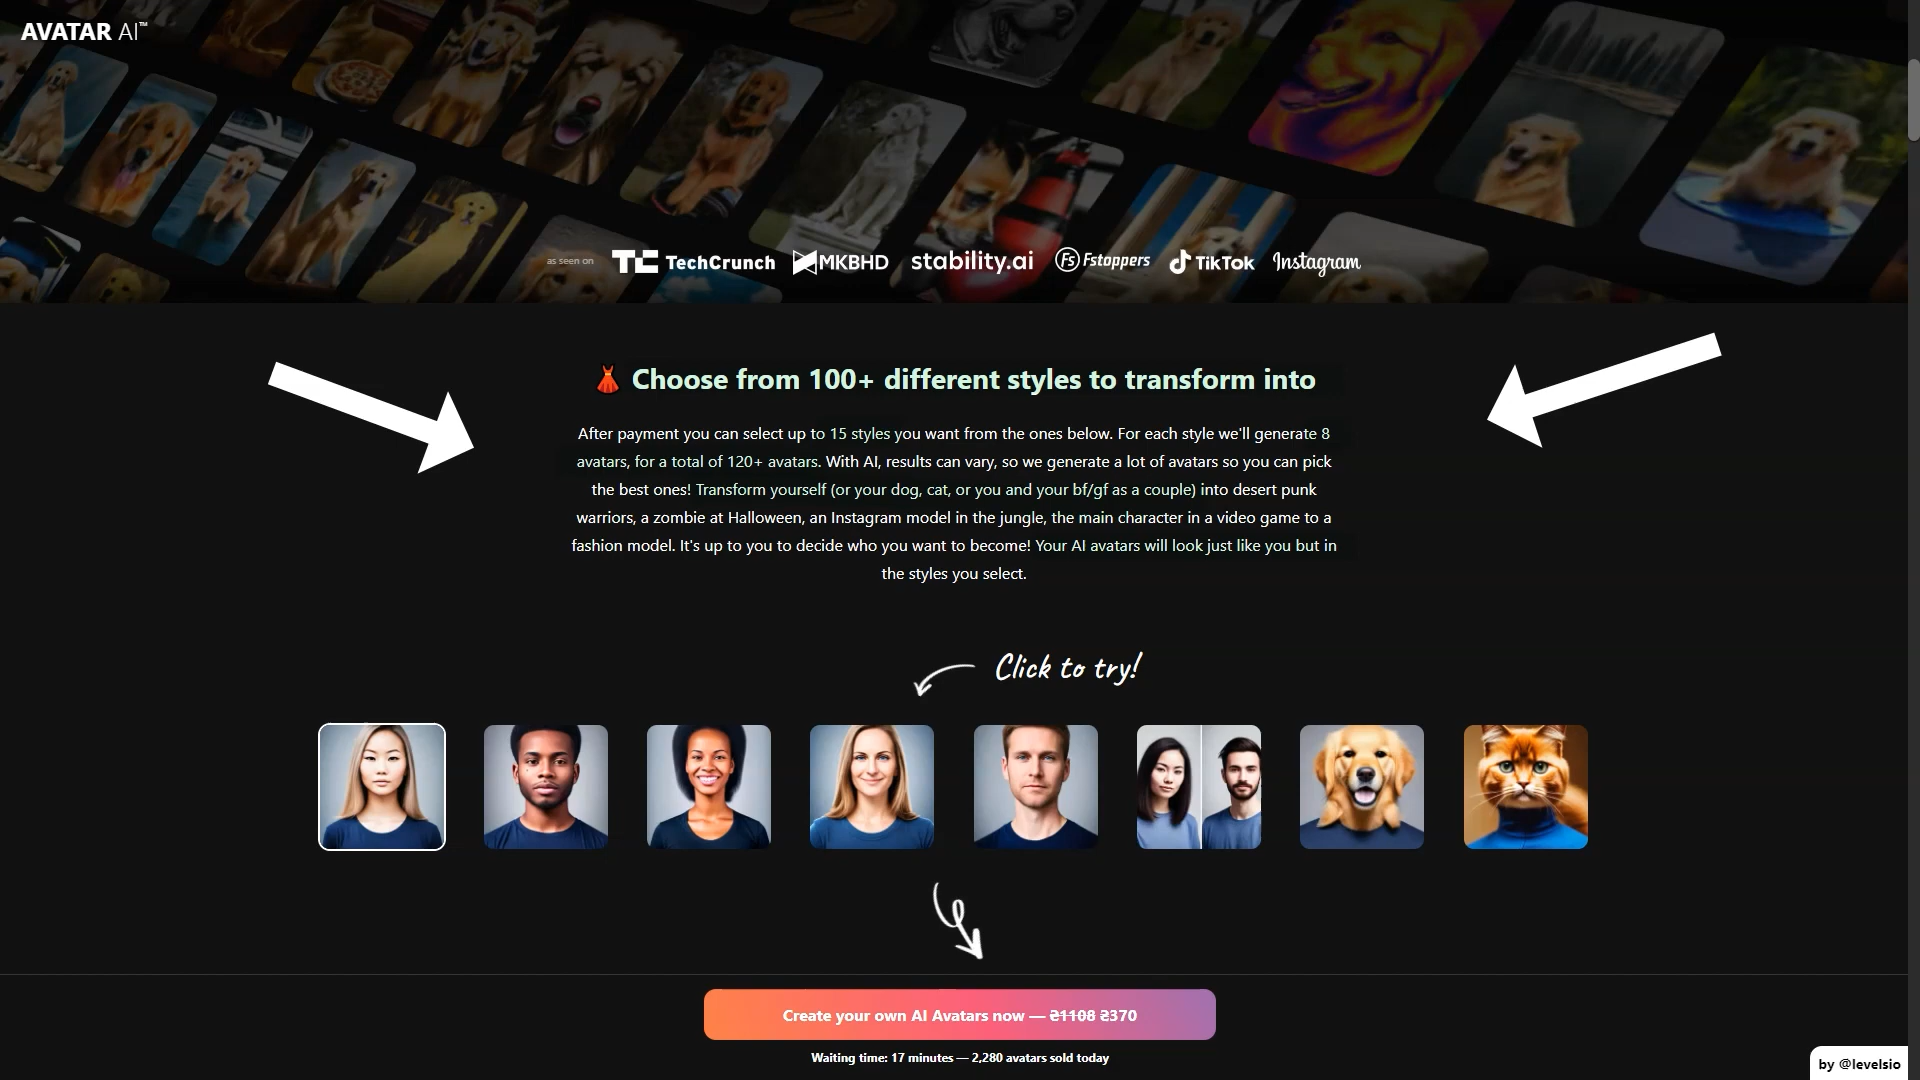 AVATAR AI™
as seen on TC TechCrunch MKBHD stability.ai Fs Fstoppers TikTok Instagram
Choose from 100+ different styles to transform into
After payment you can select up to 15 styles you want from the ones below. For each style we'll generate 8
avatars, for a total of 120+ avatars. With AI, results can vary, so we generate a lot of avatars so you can pick
the best ones! Transform yourself (or your dog, cat, or you and your bf/gf as a couple) into desert punk
warriors, a zombie at Halloween, an Instagram model in the jungle, the main character in a video game to a
fashion model. It's up to you to decide who you want to become! Your AI avatars will look just like you but in
the styles you select.
Click to try!
Create your own AI Avatars now — ₴1108 ₴370
Waiting time: 17 minutes — 2,280 avatars sold today
by @levelsio